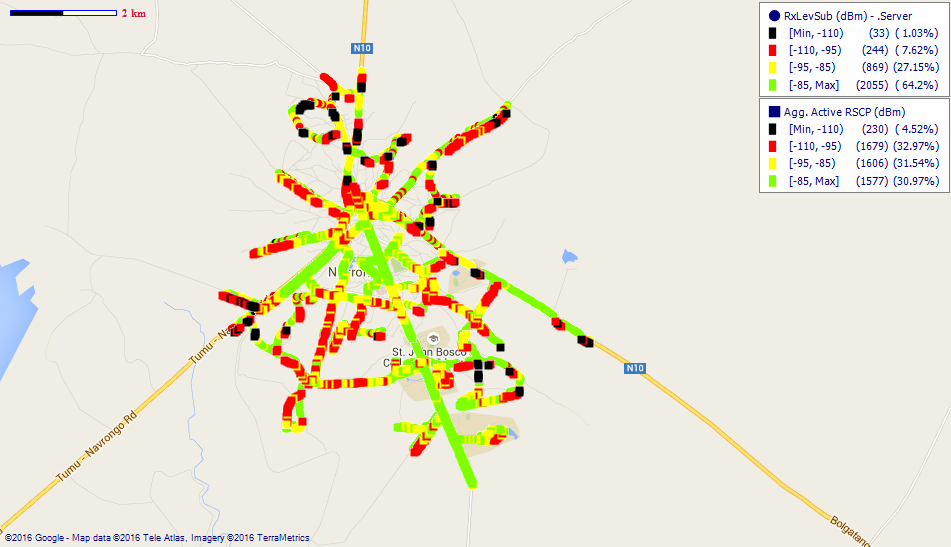 2 km
RxLevSub (dBm) - .Server
[Min, -110) (33) ( 1.03%)
[-110, -95) (244) ( 7.62%)
[-95, -85) (869) (27.15%)
[-85, Max] (2055) ( 64.2%)
Agg. Active RSCP (dBm)
[Min, -110) (230) ( 4.52%)
[-110, -95) (1679) (32.97%)
[-95, -85) (1606) (31.54%)
[-85, Max] (1577) (30.97%)
N10
St. John Bosco
N10
Tumu - Navrongo Rd
©2016 Google - Map data ©2016 Tele Atlas, Imagery ©2016 TerraMetrics